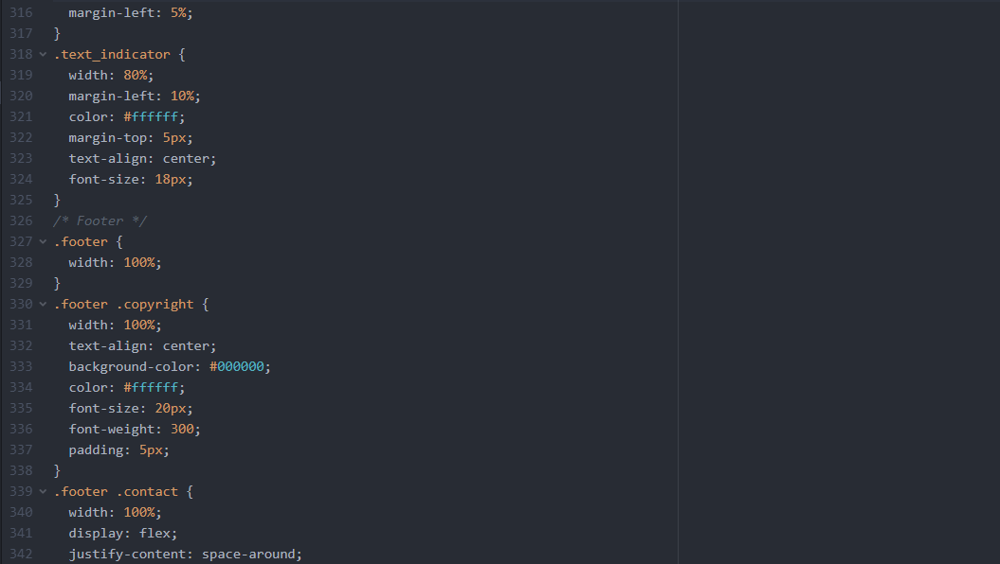 316 margin-left: 5%;
317 }
318 .text_indicator {
319 width: 80%;
320 margin-left: 10%;
321 color: #ffffff;
322 margin-top: 5px;
323 text-align: center;
324 font-size: 18px;
325 }
326 /* Footer */
327 .footer {
328 width: 100%;
329 }
330 .footer .copyright {
331 width: 100%;
332 text-align: center;
333 background-color: #000000;
334 color: #ffffff;
335 font-size: 20px;
336 font-weight: 300;
337 padding: 5px;
338 }
339 .footer .contact {
340 width: 100%;
341 display: flex;
342 justify-content: space-around;